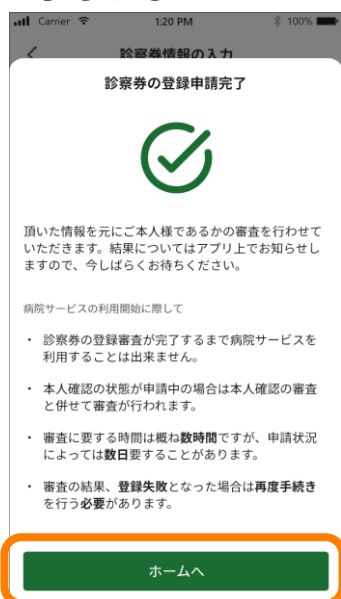 Carrier 1:20 PM 100%
診察券情報の入力
診察券の登録申請完了
頂いた情報を元にご本人様であるかの審査を行わせて
いただきます。結果についてはアプリ上でお知らせし
ますので、今しばらくお待ちください。
病院サービスの利用開始に際して
・ 診察券の登録審査が完了するまで病院サービスを
利用することは出来ません。
・ 本人確認の状態が申請中の場合は本人確認の審査
と併せて審査が行われます。
・ 審査に要する時間は概ね数時間ですが、申請状況
によっては数日要することがあります。
・ 審査の結果、登録失敗となった場合は再度手続き
を行う必要があります。
ホームへ